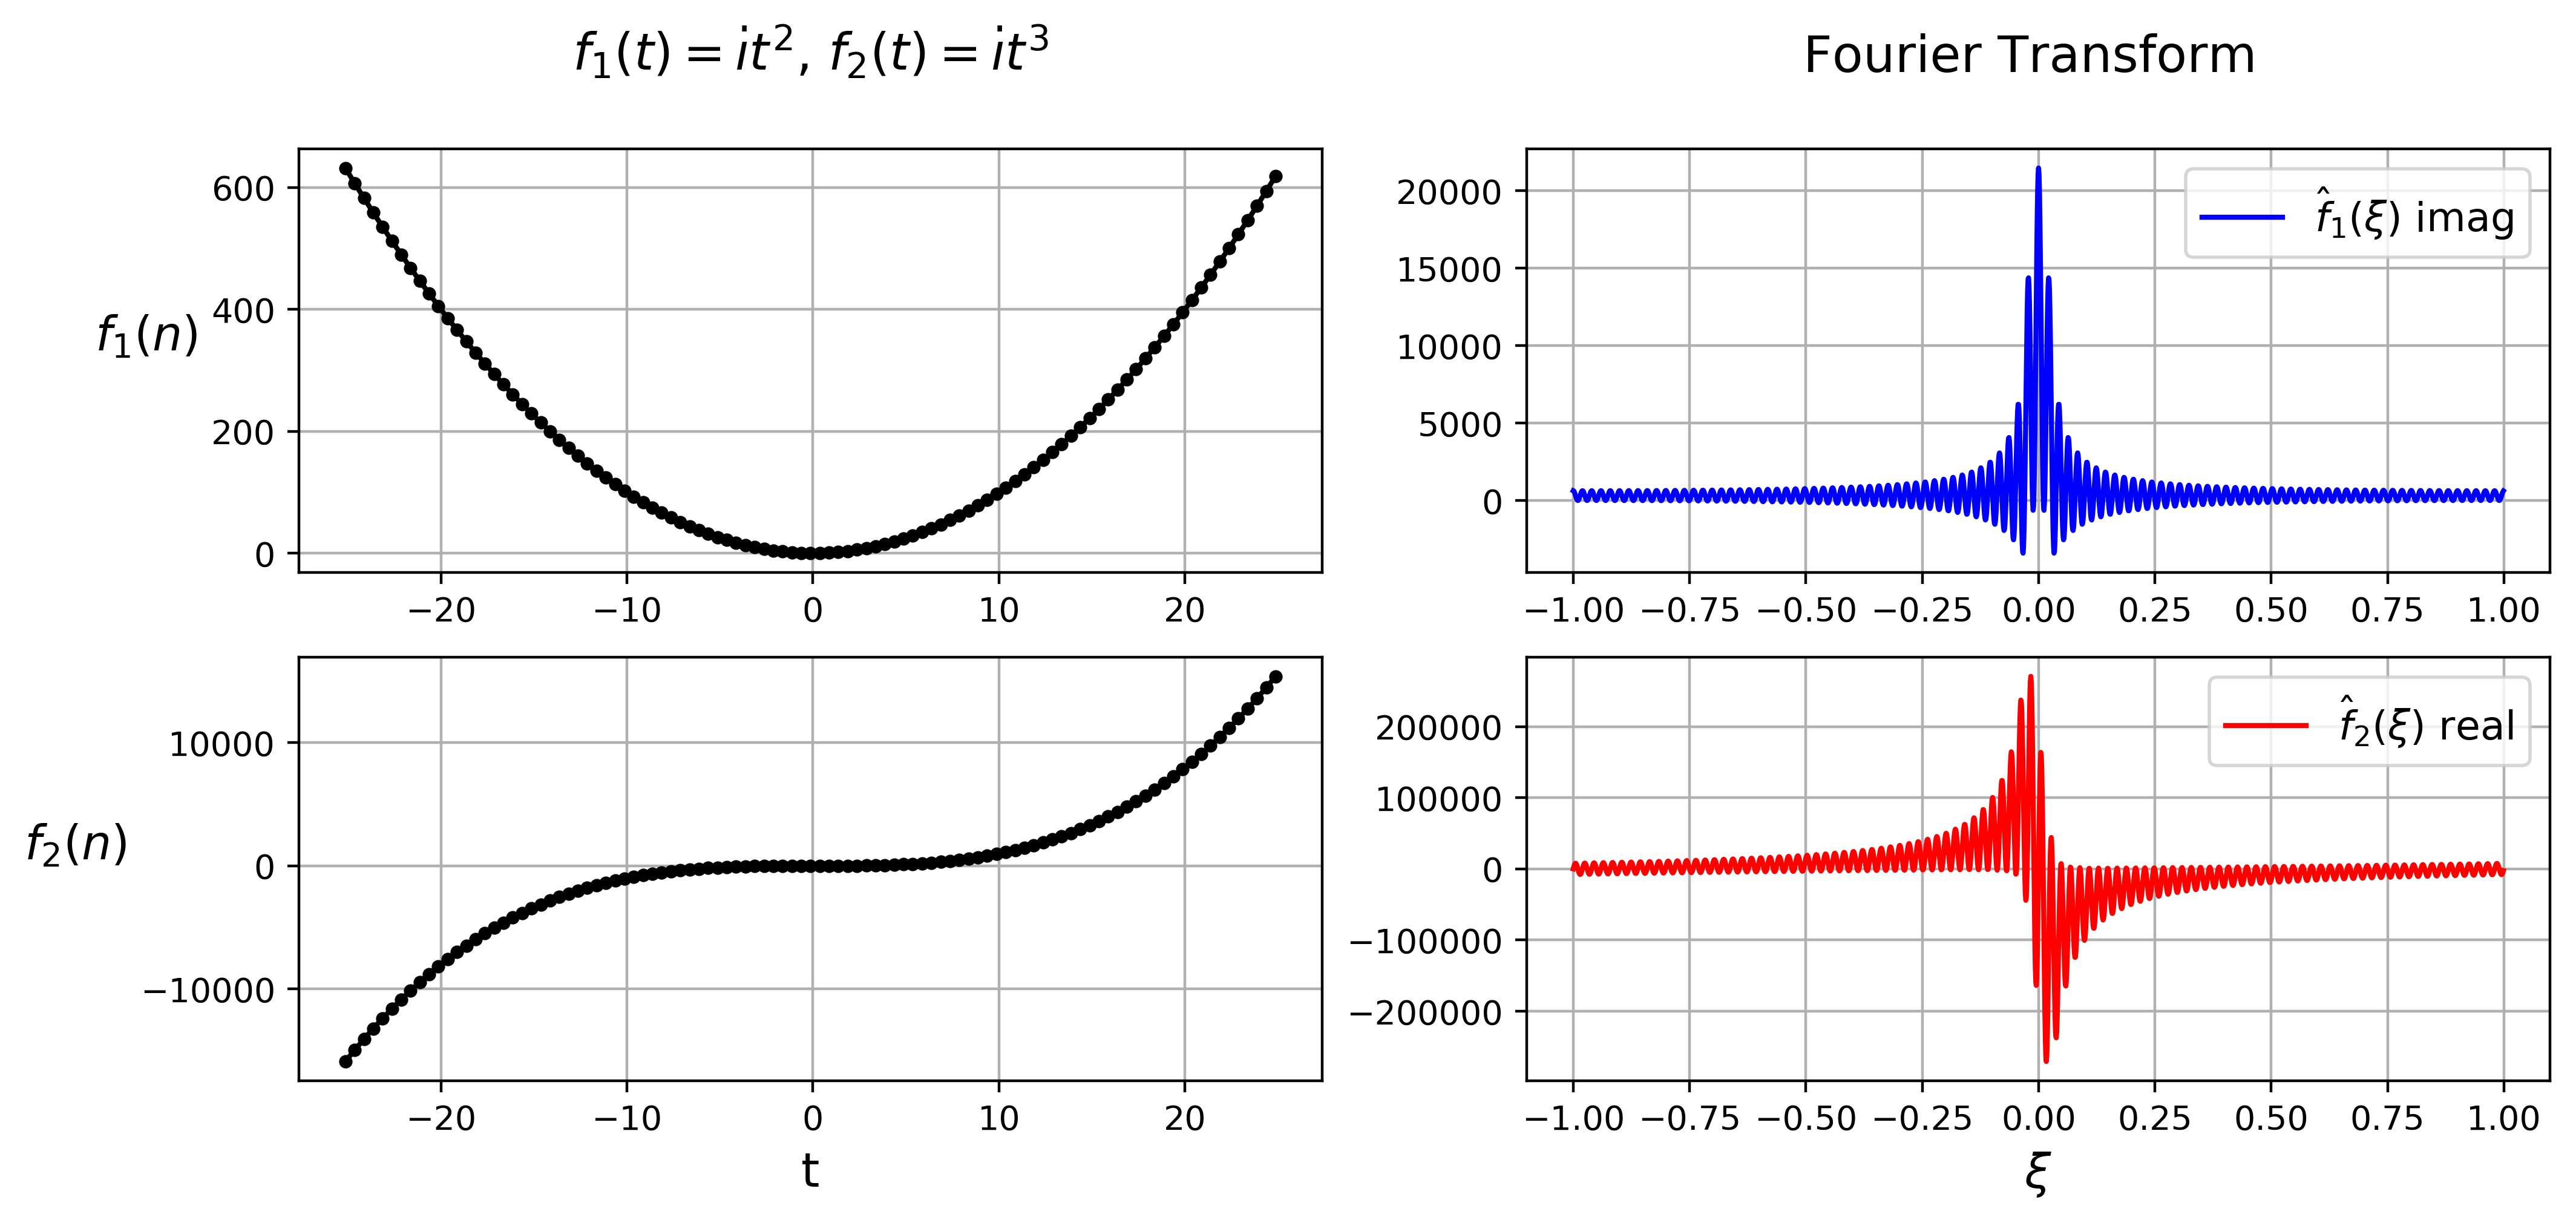 f₁(t) = it², f₂(t) = it³
Fourier Transform
f₁(n)
600
400
200
0
−20 −10 0 10 20
20000
15000
10000
5000
0
f̂₁(ξ) imag
−1.00 −0.75 −0.50 −0.25 0.00 0.25 0.50 0.75 1.00
f₂(n)
10000
0
−10000
−20 −10 0 10 20
t
200000
100000
0
−100000
−200000
f̂₂(ξ) real
−1.00 −0.75 −0.50 −0.25 0.00 0.25 0.50 0.75 1.00
ξ